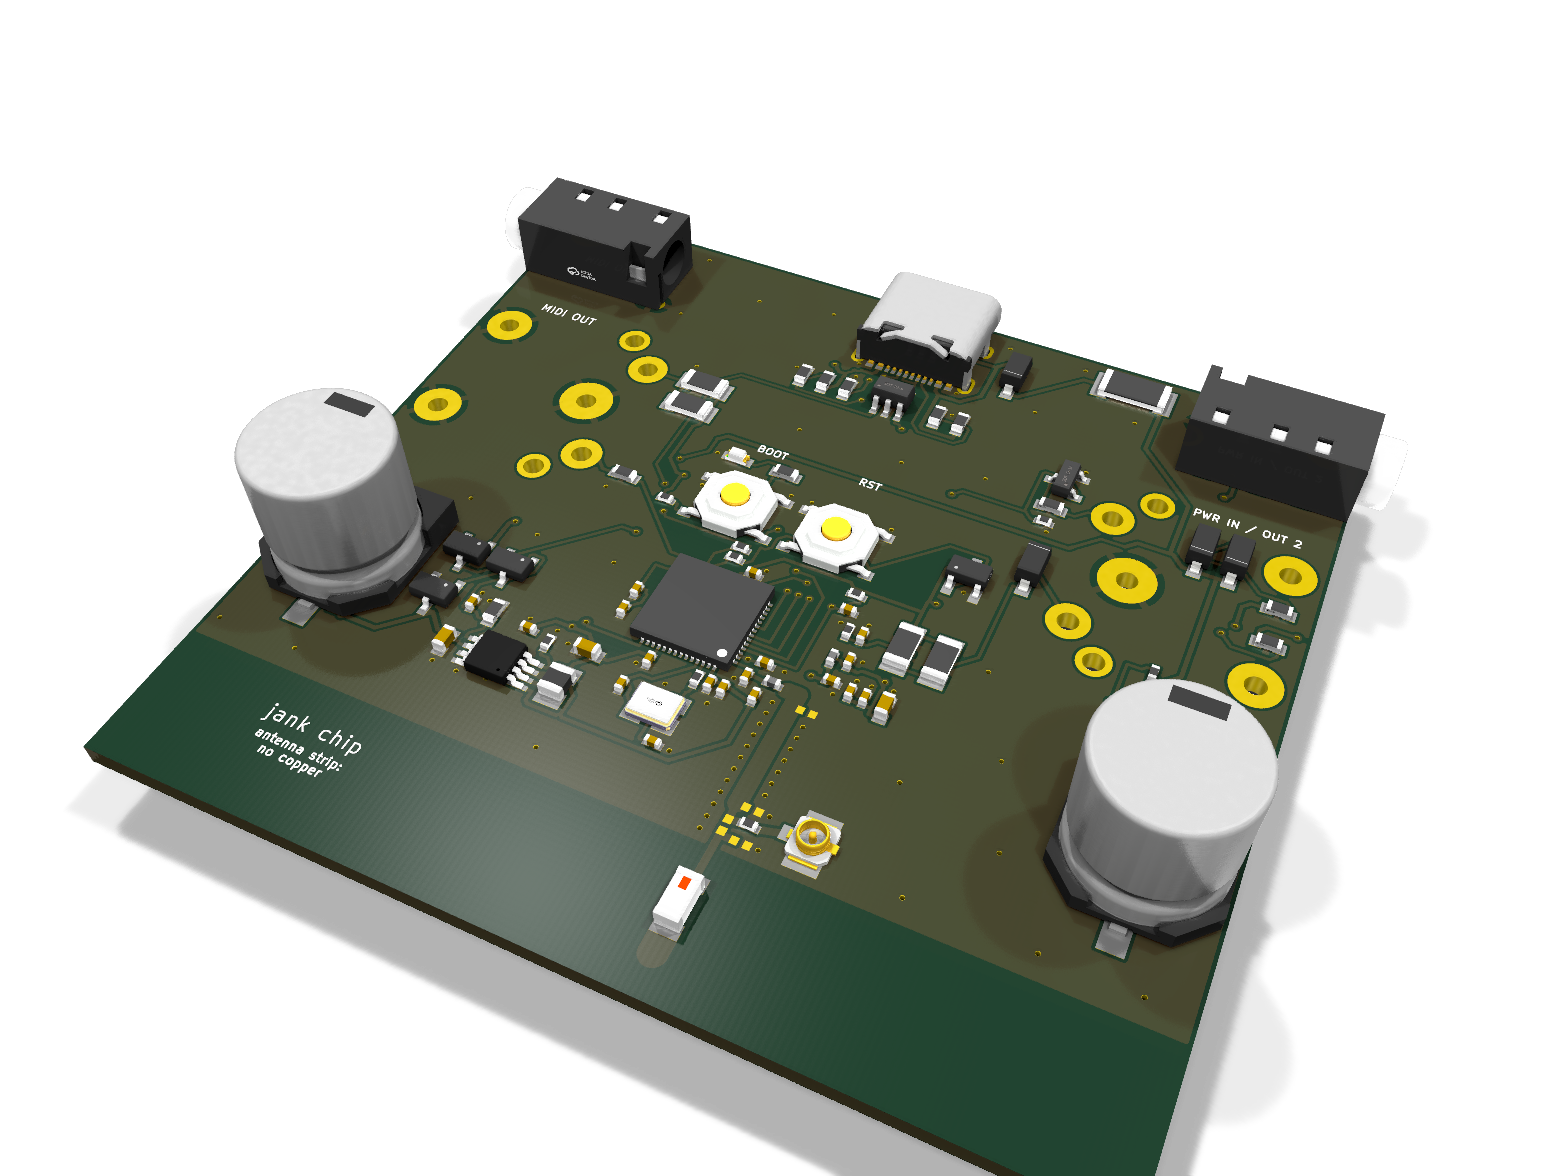 MIDI OUT
BOOT
RST
PWR IN / OUT 2
jank chip
antenna strip:
no copper